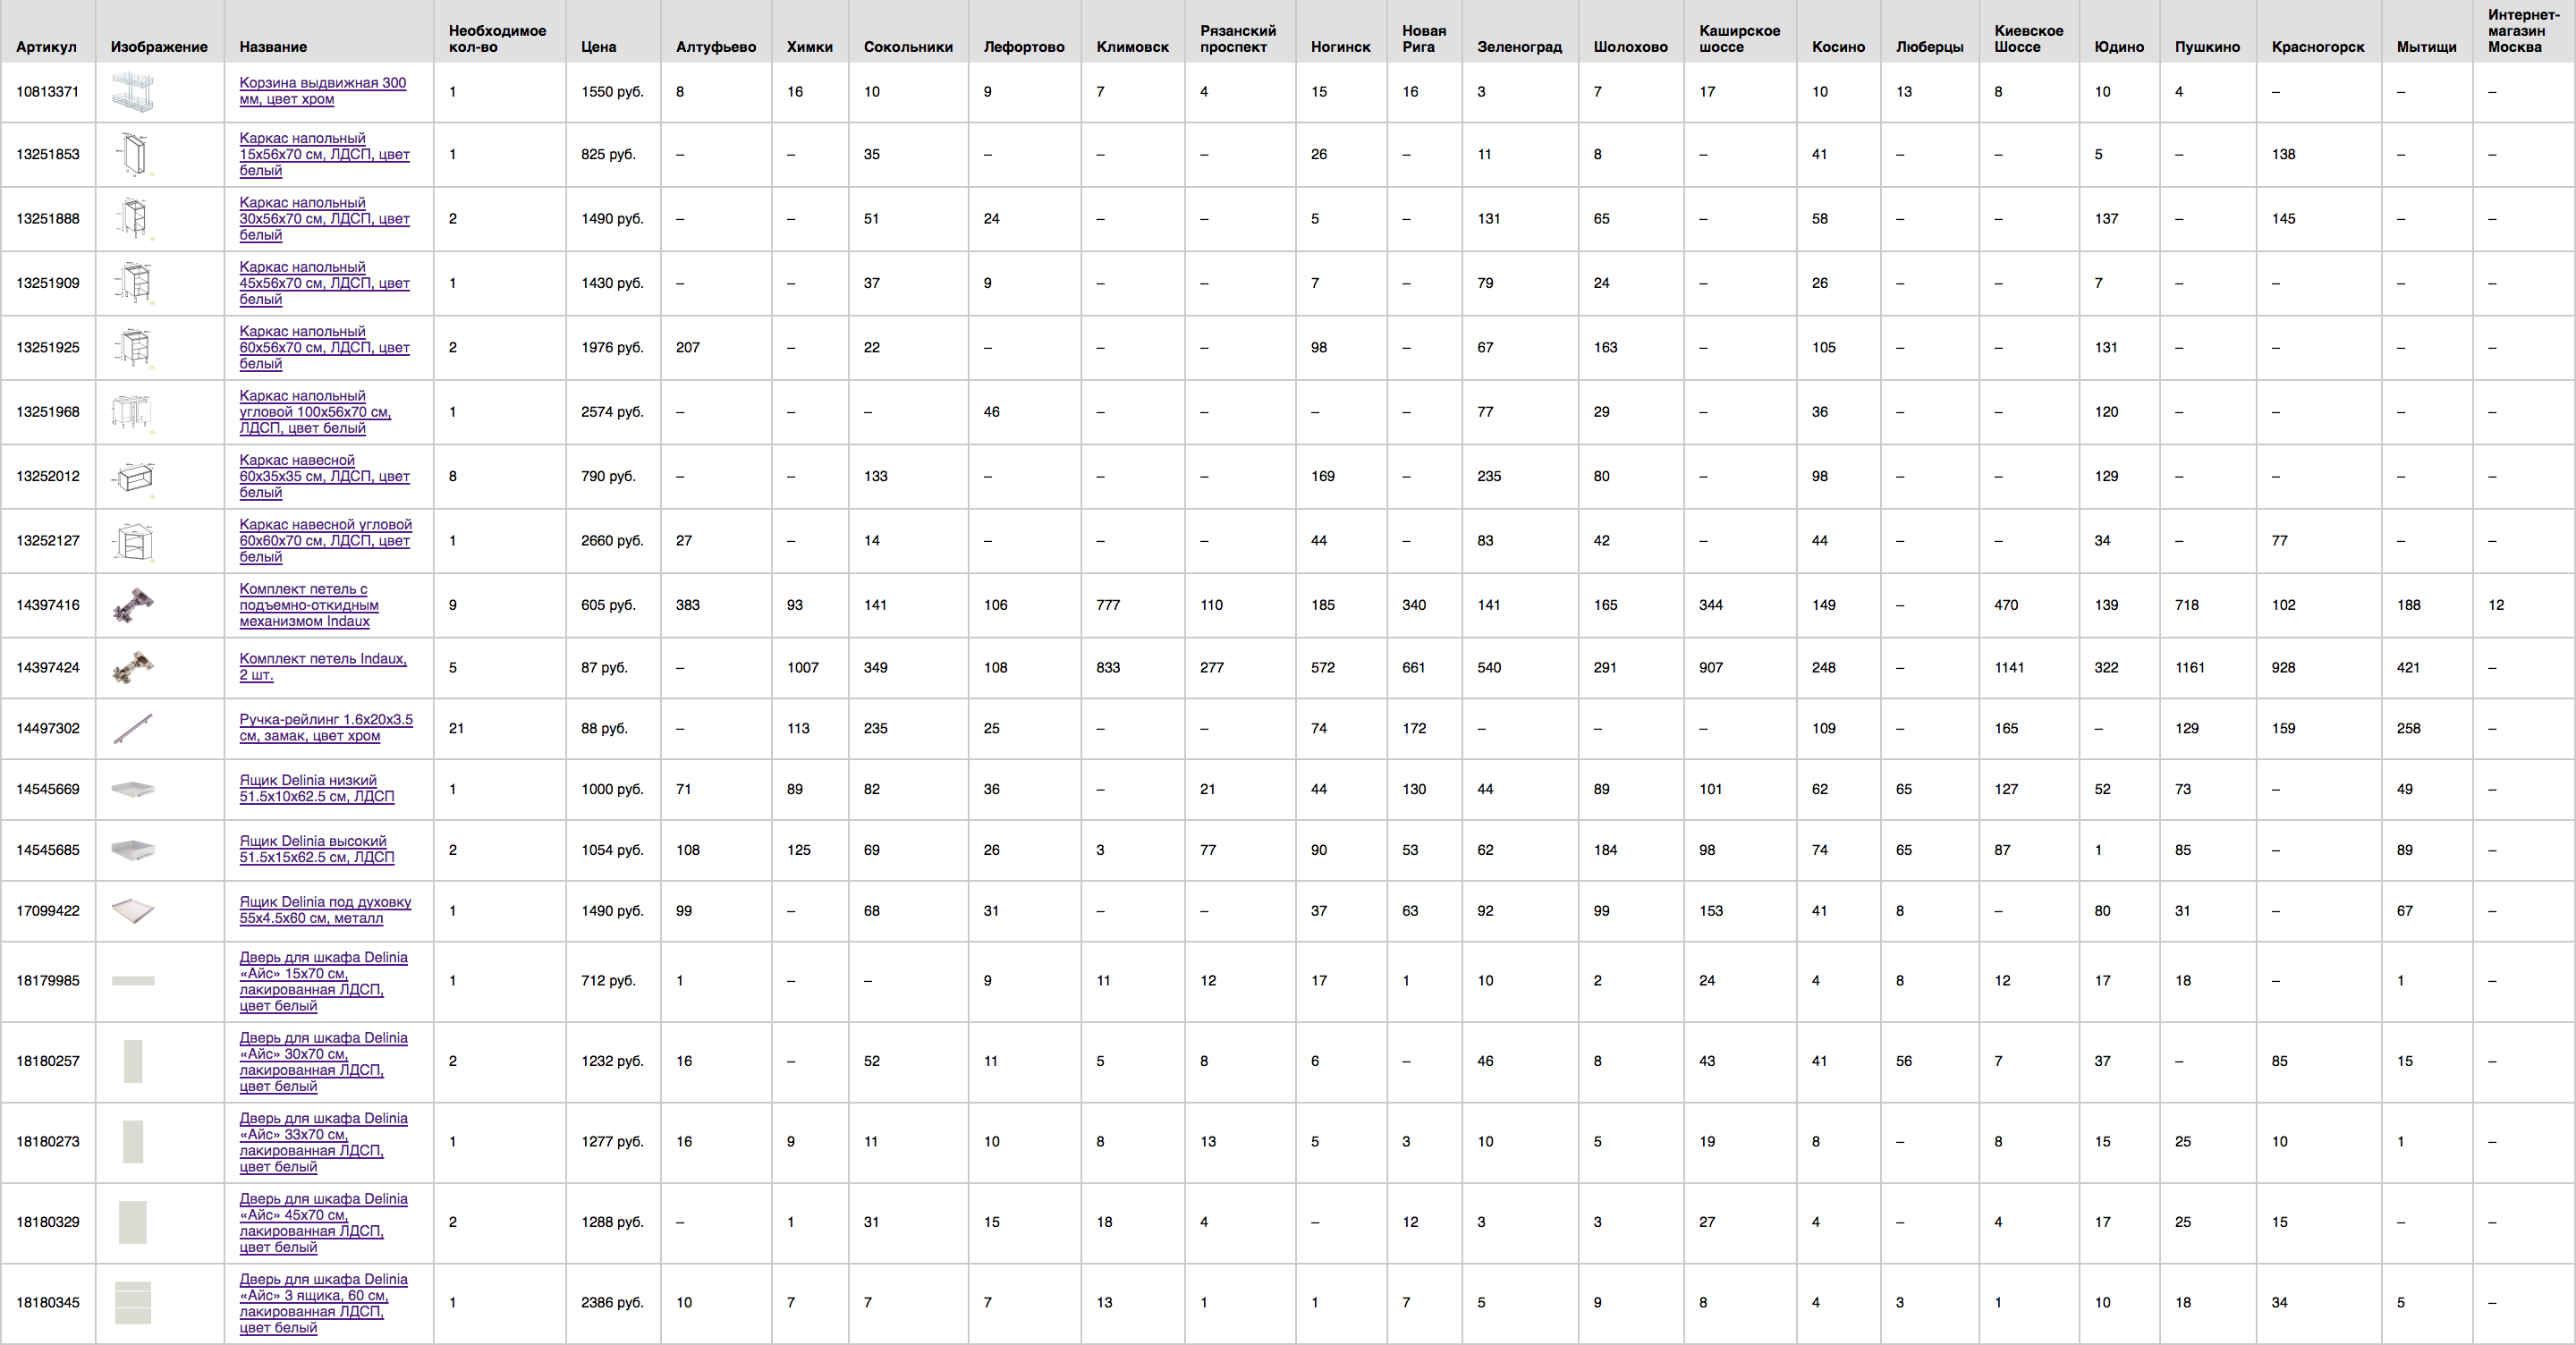 Артикул Изображение Название Необходимое кол-во Цена Алтуфьево Химки Сокольники Лефортово Климовск Рязанский проспект Ногинск Новая Рига Зеленоград Шолохово Каширское шоссе Косино Люберцы Киевское Шоссе Юдино Пушкино Красногорск Мытищи Интернет-магазин Москва
10813371 Корзина выдвижная 300 мм, цвет хром 1 1550 руб. 8 16 10 9 7 4 15 16 3 7 17 10 13 8 10 4 – – –
13251853 Каркас напольный 15х56х70 см, ЛДСП, цвет белый 1 825 руб. – – 35 – – – 26 – 11 8 – 41 – – 5 – 138 – –
13251888 Каркас напольный 30х56х70 см, ЛДСП, цвет белый 2 1490 руб. – – 51 24 – – 5 – 131 65 – 58 – – 137 – 145 – –
13251909 Каркас напольный 45х56х70 см, ЛДСП, цвет белый 1 1430 руб. – – 37 9 – – 7 – 79 24 – 26 – – 7 – – – –
13251925 Каркас напольный 60х56х70 см, ЛДСП, цвет белый 2 1976 руб. 207 – 22 – – – 98 – 67 163 – 105 – – 131 – – – –
13251968 Каркас напольный угловой 100х56х70 см, ЛДСП, цвет белый 1 2574 руб. – – – 46 – – – – 77 29 – 36 – – 120 – – – –
13252012 Каркас навесной 60х35х35 см, ЛДСП, цвет белый 8 790 руб. – – 133 – – – 169 – 235 80 – 98 – – 129 – – – –
13252127 Каркас навесной угловой 60х60х70 см, ЛДСП, цвет белый 1 2660 руб. 27 – 14 – – – 44 – 83 42 – 44 – – 34 – 77 – –
14397416 Комплект петель с подъемно-откидным механизмом Indaux 9 605 руб. 383 93 141 106 777 110 185 340 141 165 344 149 – 470 139 718 102 188 12
14397424 Комплект петель Indaux, 2 шт. 5 87 руб. – 1007 349 108 833 277 572 661 540 291 907 248 – 1141 322 1161 928 421 –
14497302 Ручка-рейлинг 1.6х20х3.5 см, замак, цвет хром 21 88 руб. – 113 235 25 – – 74 172 – – – 109 – 165 – 129 159 258 –
14545669 Ящик Delinia низкий 51.5х10х62.5 см, ЛДСП 1 1000 руб. 71 89 82 36 – 21 44 130 44 89 101 62 65 127 52 73 – 49 –
14545685 Ящик Delinia высокий 51.5х15х62.5 см, ЛДСП 2 1054 руб. 108 125 69 26 3 77 90 53 62 184 98 74 65 87 1 85 – 89 –
17099422 Ящик Delinia под духовку 55х4.5х60 см, металл 1 1490 руб. 99 – 68 31 – – 37 63 92 99 153 41 8 – 80 31 – 67 –
18179985 Дверь для шкафа Delinia «Айс» 15х70 см, лакированная ЛДСП, цвет белый 1 712 руб. 1 – – 9 11 12 17 1 10 2 24 4 8 12 17 18 – 1 –
18180257 Дверь для шкафа Delinia «Айс» 30х70 см, лакированная ЛДСП, цвет белый 2 1232 руб. 16 – 52 11 5 8 6 – 46 8 43 41 56 7 37 – 85 15 –
18180273 Дверь для шкафа Delinia «Айс» 33х70 см, лакированная ЛДСП, цвет белый 1 1277 руб. 16 9 11 10 8 13 5 3 10 5 19 8 – 8 15 25 10 1 –
18180329 Дверь для шкафа Delinia «Айс» 45х70 см, лакированная ЛДСП, цвет белый 2 1288 руб. – 1 31 15 18 4 – 12 3 3 27 4 – 4 17 25 15 – –
18180345 Дверь для шкафа Delinia «Айс» 3 ящика, 60 см, лакированная ЛДСП, цвет белый 1 2386 руб. 10 7 7 7 13 1 1 7 5 9 8 4 3 1 10 18 34 5 –